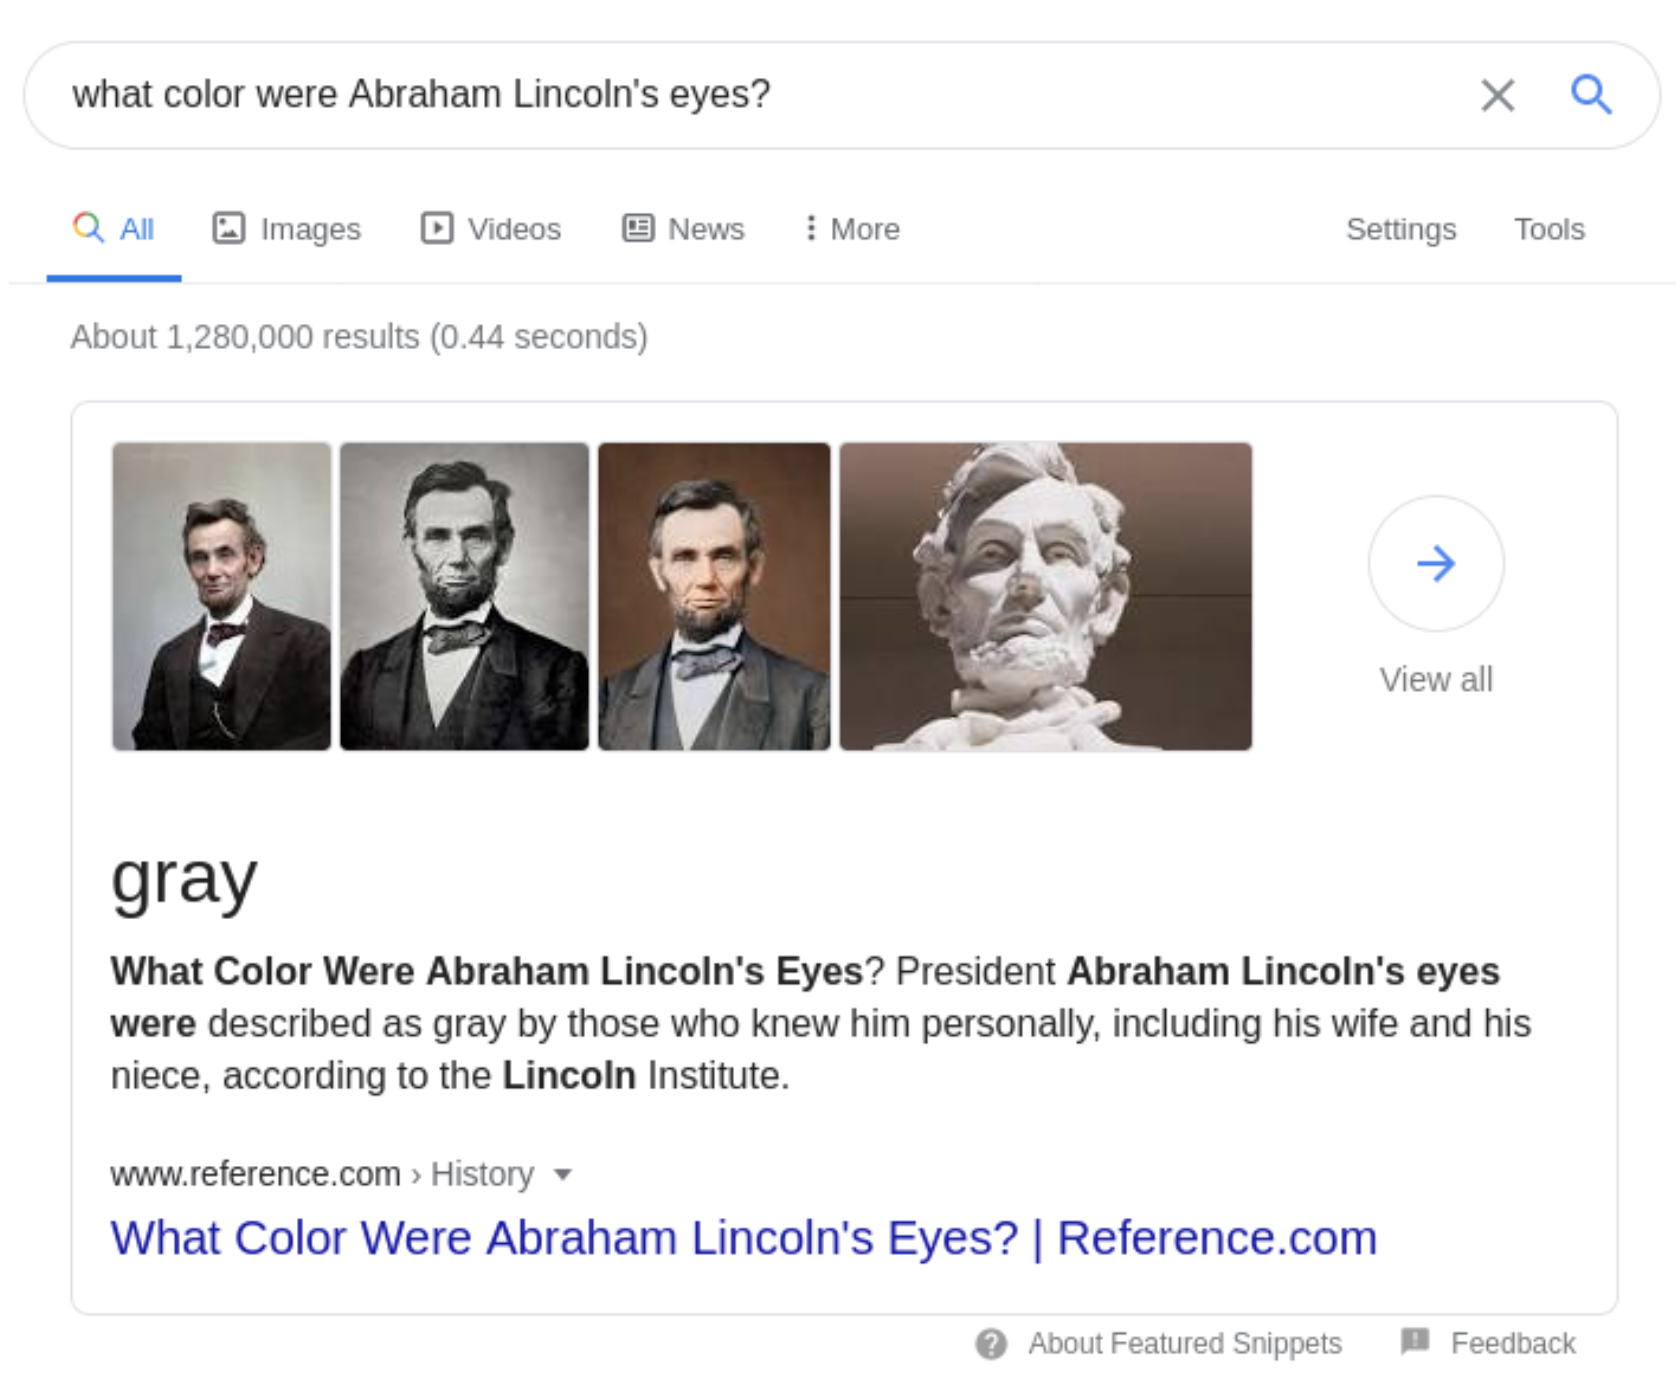 what color were Abraham Lincoln's eyes?
All Images Videos News More Settings Tools
About 1,280,000 results (0.44 seconds)
View all
gray
What Color Were Abraham Lincoln's Eyes? President Abraham Lincoln's eyes
were described as gray by those who knew him personally, including his wife and his
niece, according to the Lincoln Institute.
www.reference.com › History
What Color Were Abraham Lincoln's Eyes? | Reference.com
About Featured Snippets Feedback